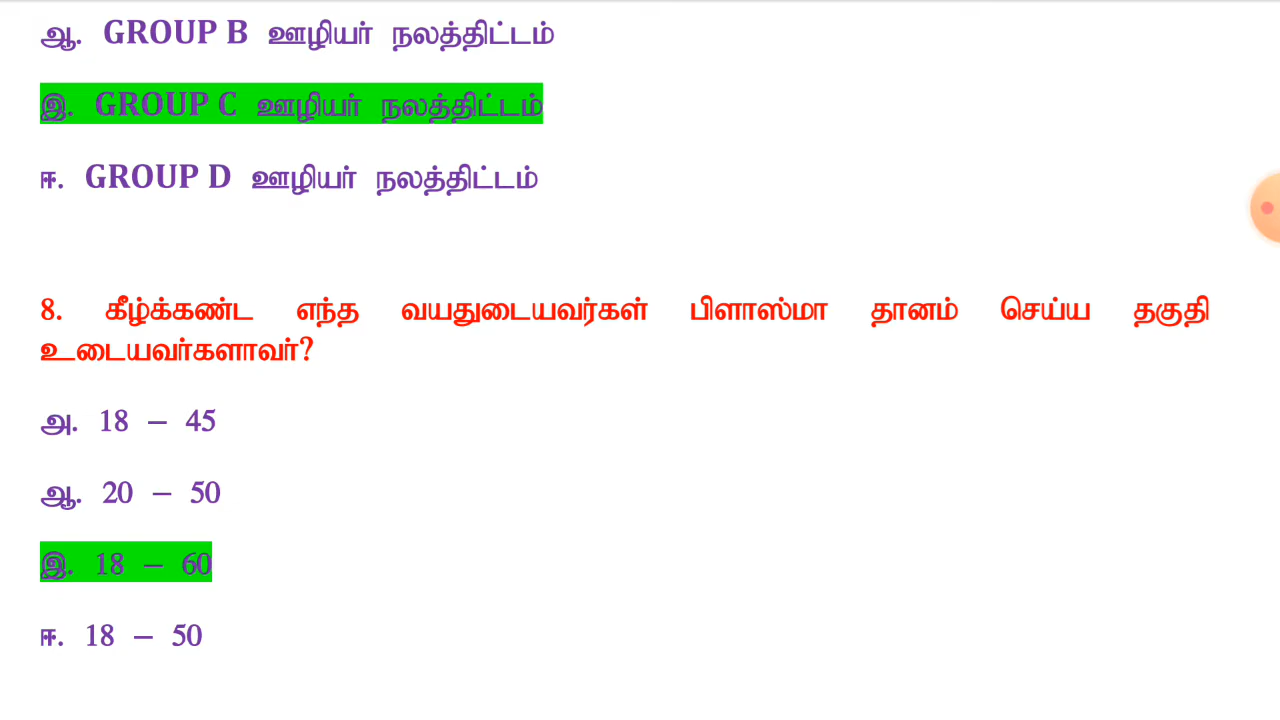 ஆ. GROUP B ஊழியர் நலத்திட்டம்
இ. GROUP C ஊழியர் நலத்திட்டம்
ஈ. GROUP D ஊழியர் நலத்திட்டம்
8. கீழ்க்கண்ட எந்த வயதுடையவர்கள் பிளாஸ்மா தானம் செய்ய தகுதி
உடையவர்களாவர்?
அ. 18 – 45
ஆ. 20 – 50
இ. 18 – 60
ஈ. 18 – 50